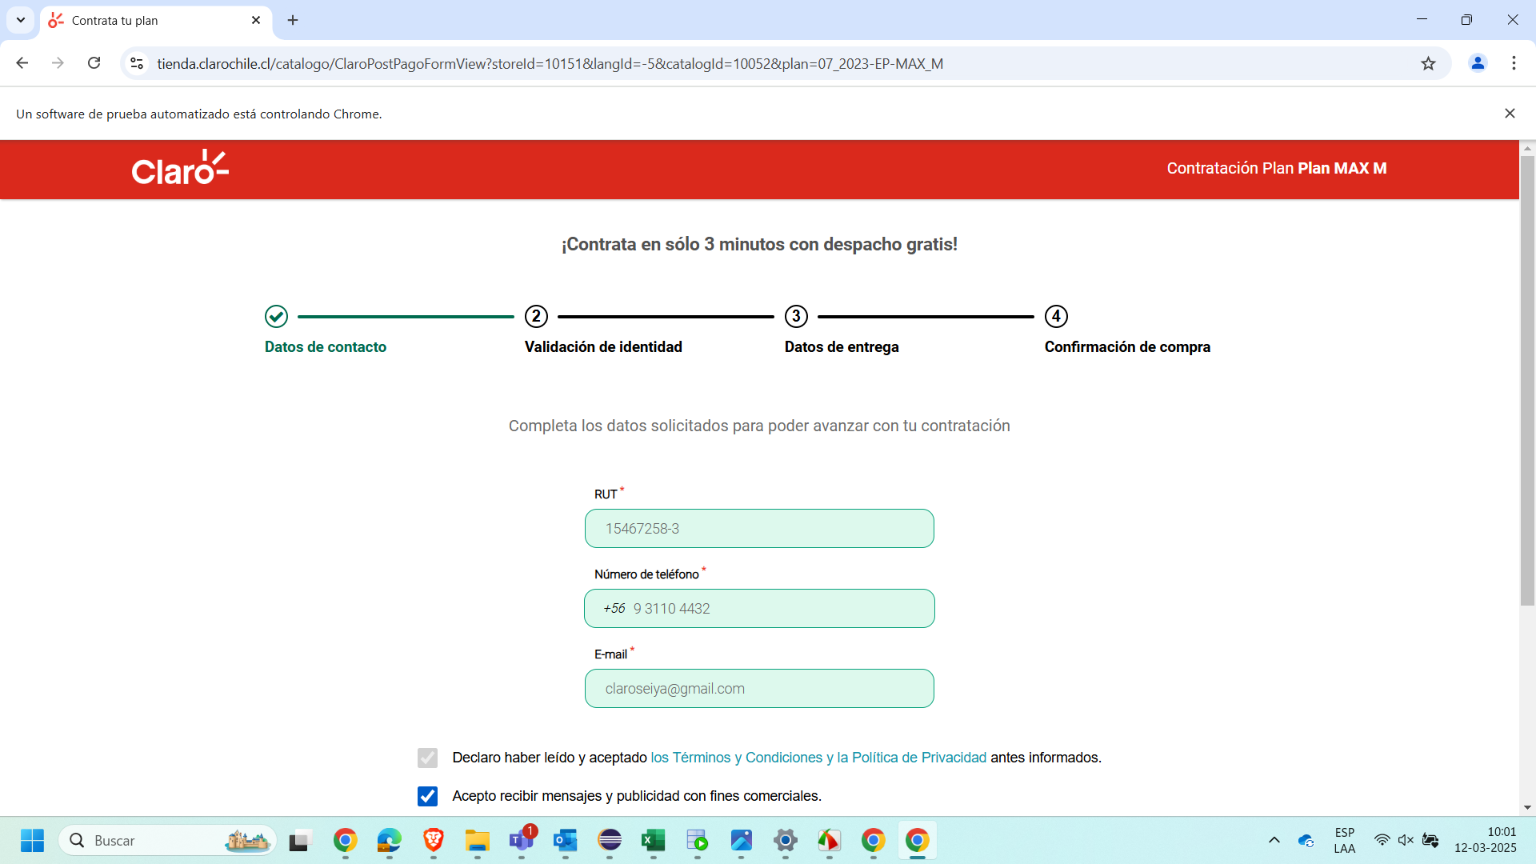 Contrata tu plan
tienda.clarochile.cl/catalogo/ClaroPostPagoFormView?storeId=10151&langId=-5&catalogId=10052&plan=07_2023-EP-MAX_M
Un software de prueba automatizado está controlando Chrome.
Claro
Contratación Plan Plan MAX M
¡Contrata en sólo 3 minutos con despacho gratis!
2 3 4
Datos de contacto Validación de identidad Datos de entrega Confirmación de compra
Completa los datos solicitados para poder avanzar con tu contratación
RUT *
15467258-3
Número de teléfono *
+56 9 3110 4432
E-mail *
claroseiya@gmail.com
Declaro haber leído y aceptado los Términos y Condiciones y la Política de Privacidad antes informados.
Acepto recibir mensajes y publicidad con fines comerciales.
Buscar
1
ESP
LAA
10:01
12-03-2025